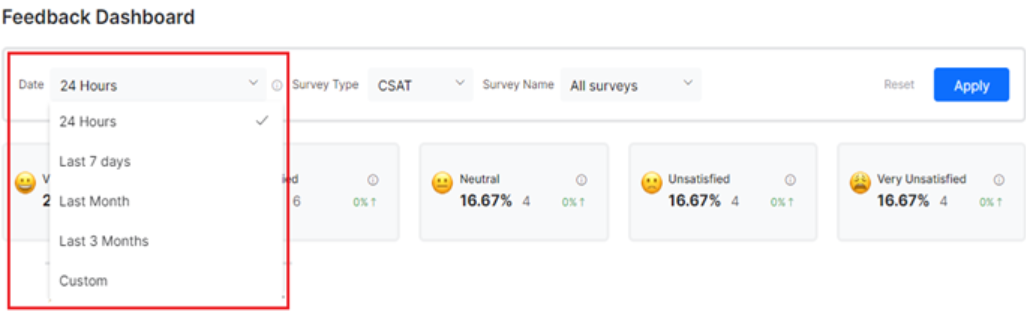 Feedback Dashboard
Date 24 Hours Survey Type CSAT Survey Name All surveys Reset Apply
24 Hours
Last 7 days
Last Month
Last 3 Months
Custom
6 0% ↑
Neutral
16.67% 4 0% ↑
Unsatisfied
16.67% 4 0% ↑
Very Unsatisfied
16.67% 4 0% ↑